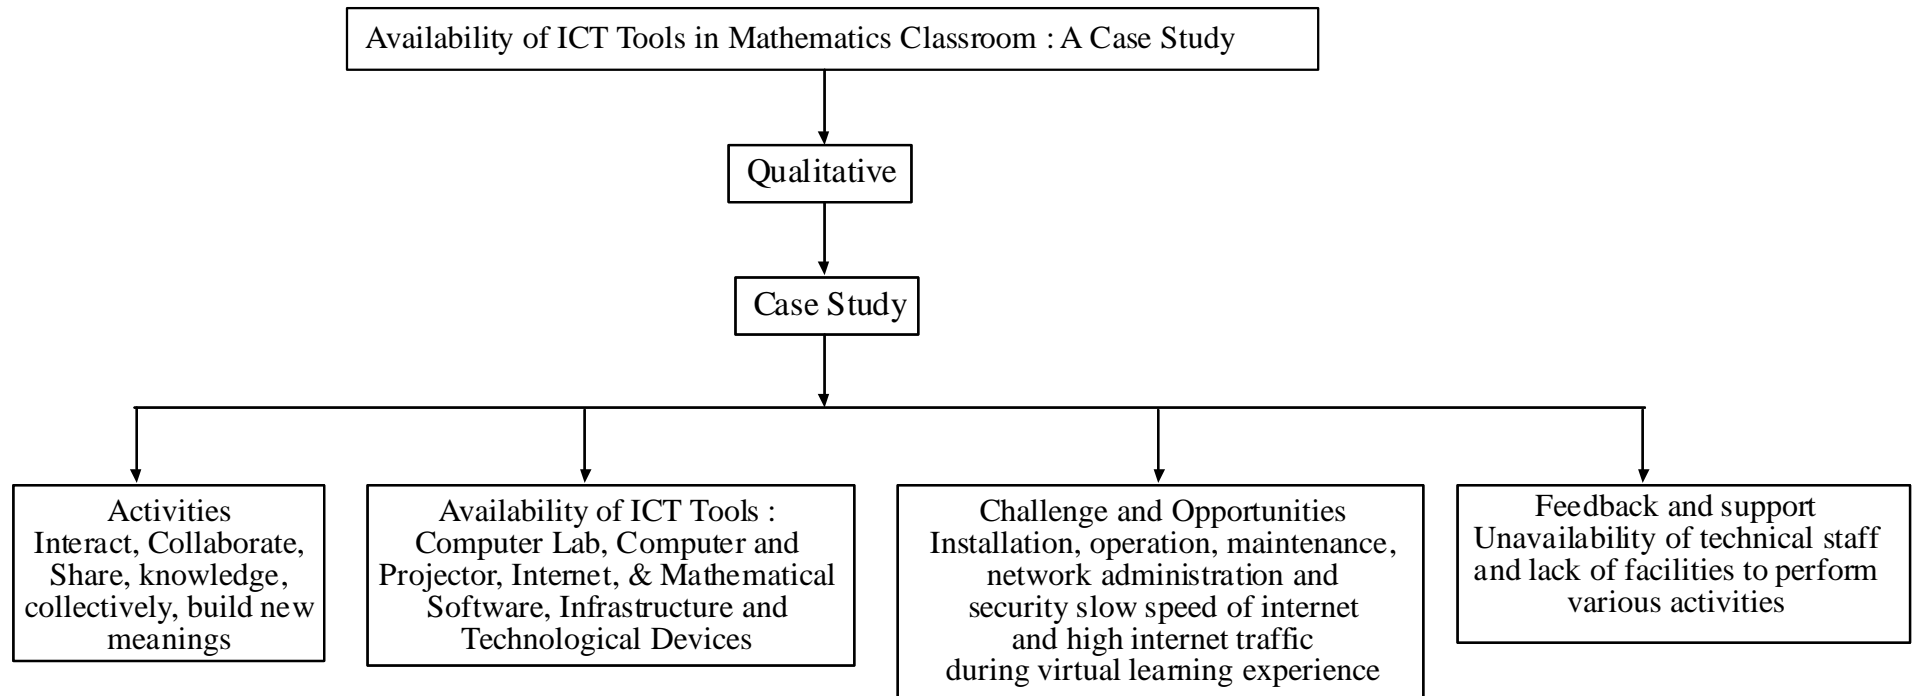 Availability of ICT Tools in Mathematics Classroom : A Case Study
Qualitative
Case Study
Activities
Interact, Collaborate,
Share, knowledge,
collectively, build new
meanings
Availability of ICT Tools :
Computer Lab, Computer and
Projector, Internet, & Mathematical
Software, Infrastructure and
Technological Devices
Challenge and Opportunities
Installation, operation, maintenance,
network administration and
security slow speed of internet
and high internet traffic
during virtual learning experience
Feedback and support
Unavailability of technical staff
and lack of facilities to perform
various activities